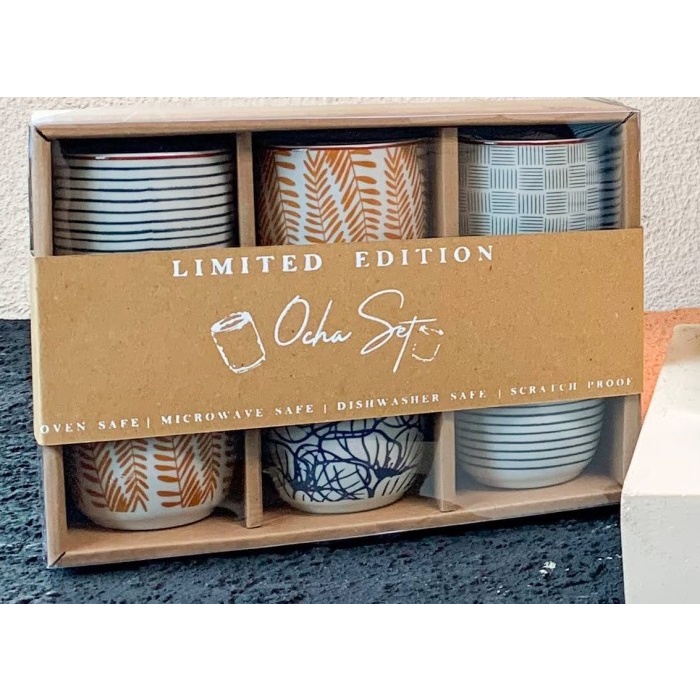 LIMITED EDITION
Ocha Set
OVEN SAFE | MICROWAVE SAFE | DISHWASHER SAFE | SCRATCH PROOF